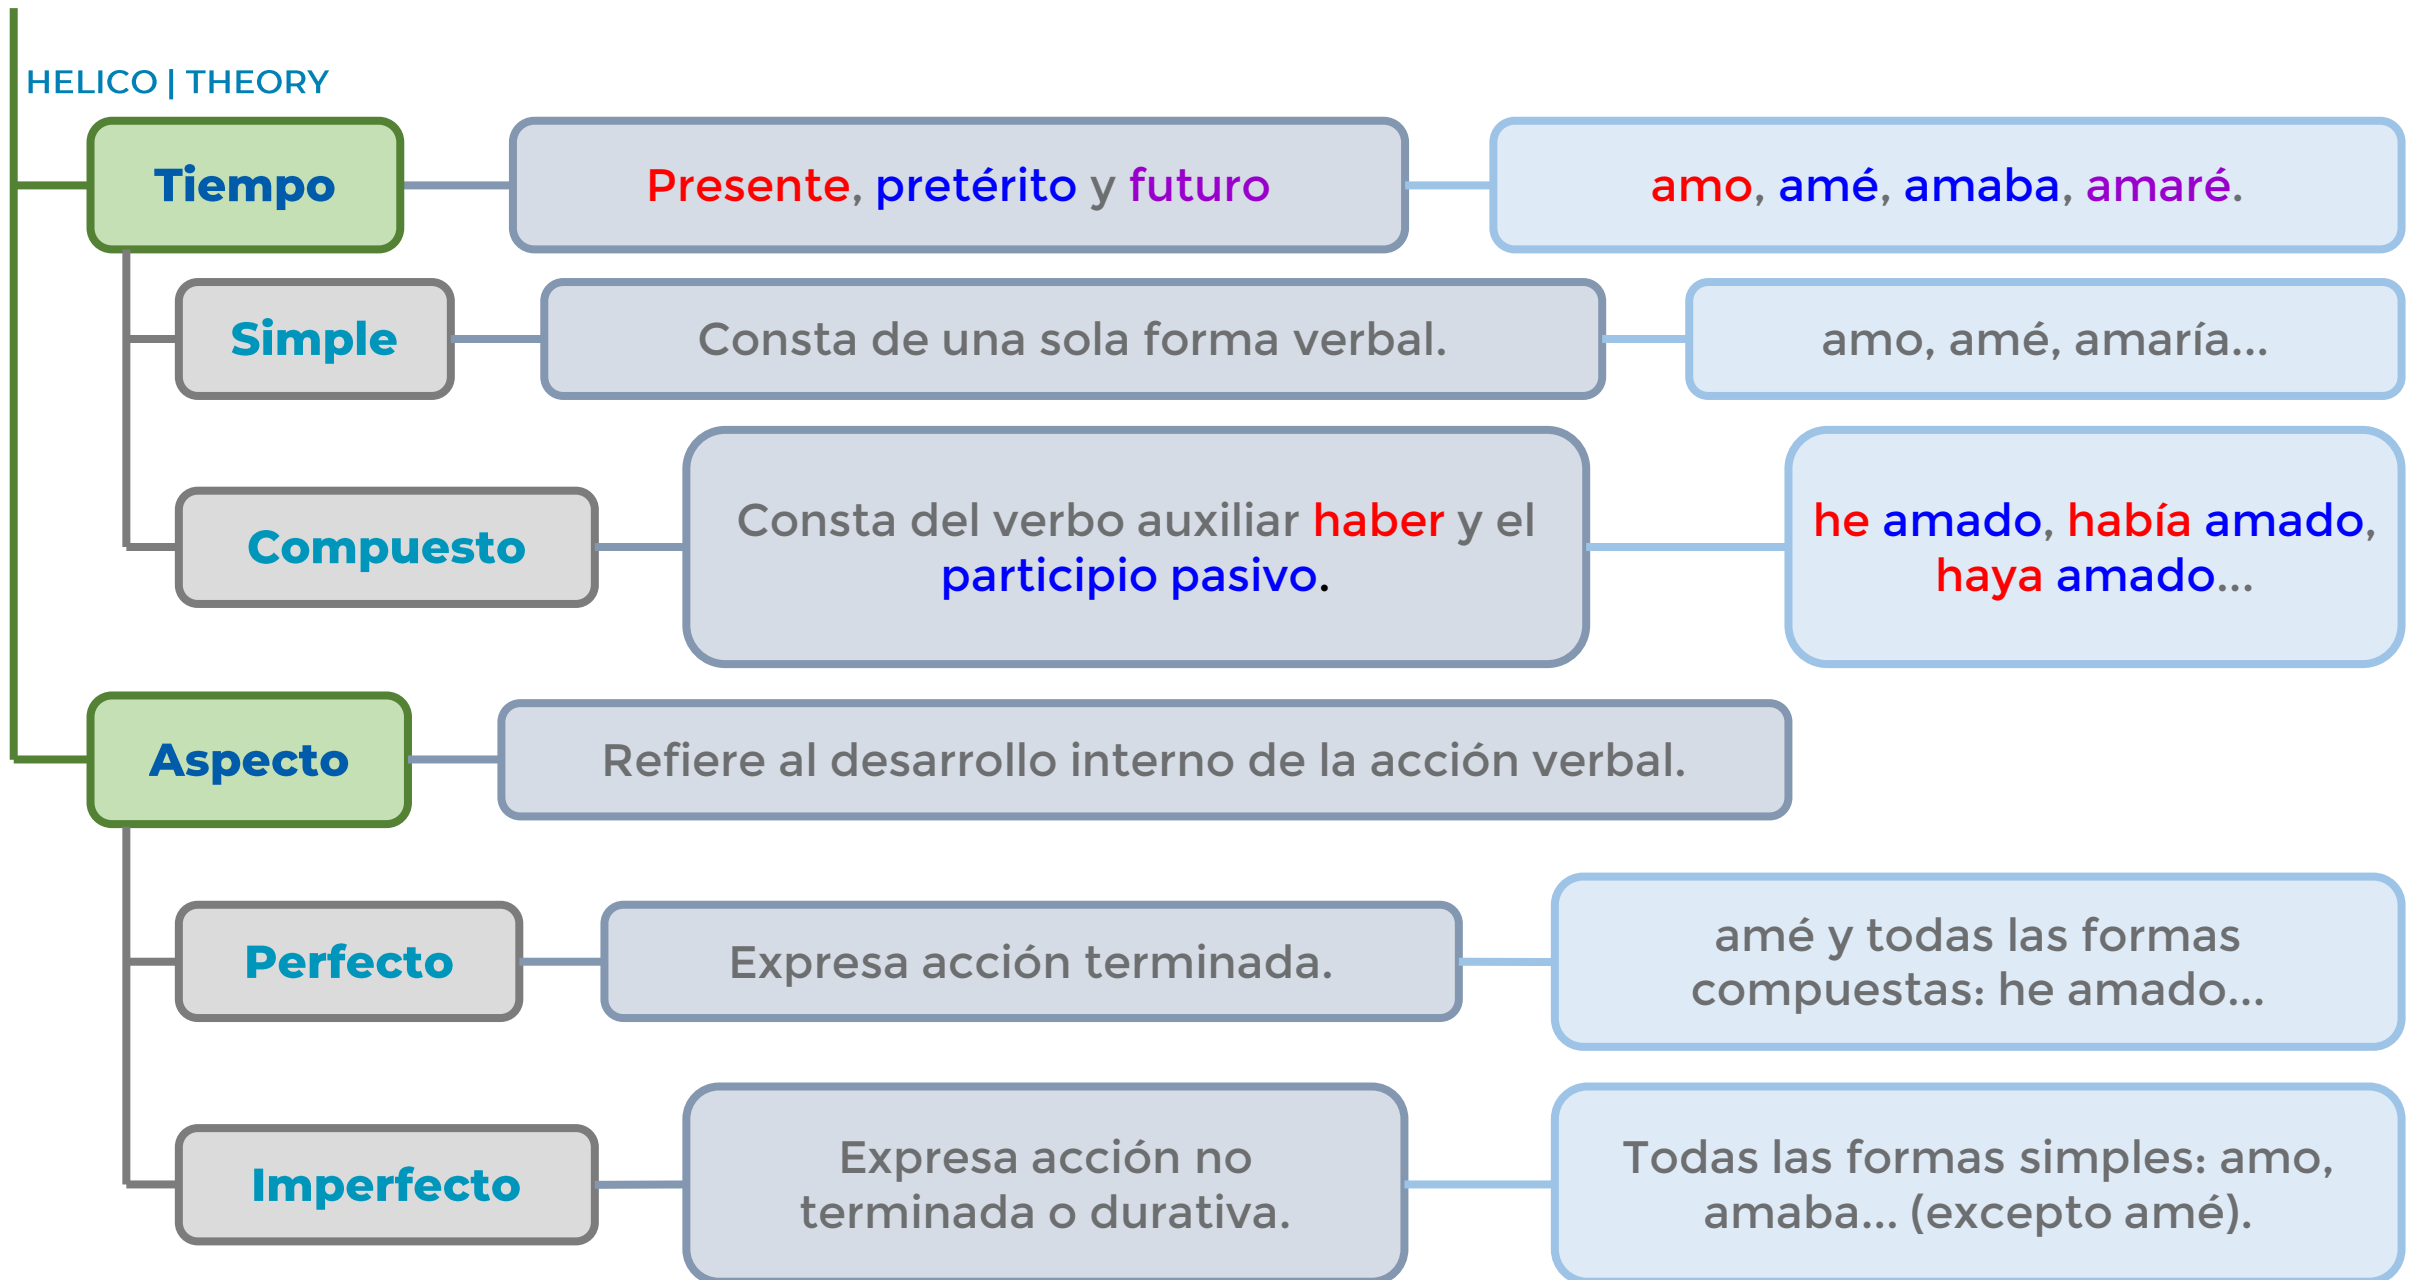 HELICO | THEORY
Tiempo
Presente, pretérito y futuro
amo, amé, amaba, amaré.
Simple
Consta de una sola forma verbal.
amo, amé, amaría...
Compuesto
Consta del verbo auxiliar haber y el
participio pasivo.
he amado, había amado,
haya amado...
Aspecto
Refiere al desarrollo interno de la acción verbal.
Perfecto
Expresa acción terminada.
amé y todas las formas
compuestas: he amado...
Imperfecto
Expresa acción no
terminada o durativa.
Todas las formas simples: amo,
amaba... (excepto amé).